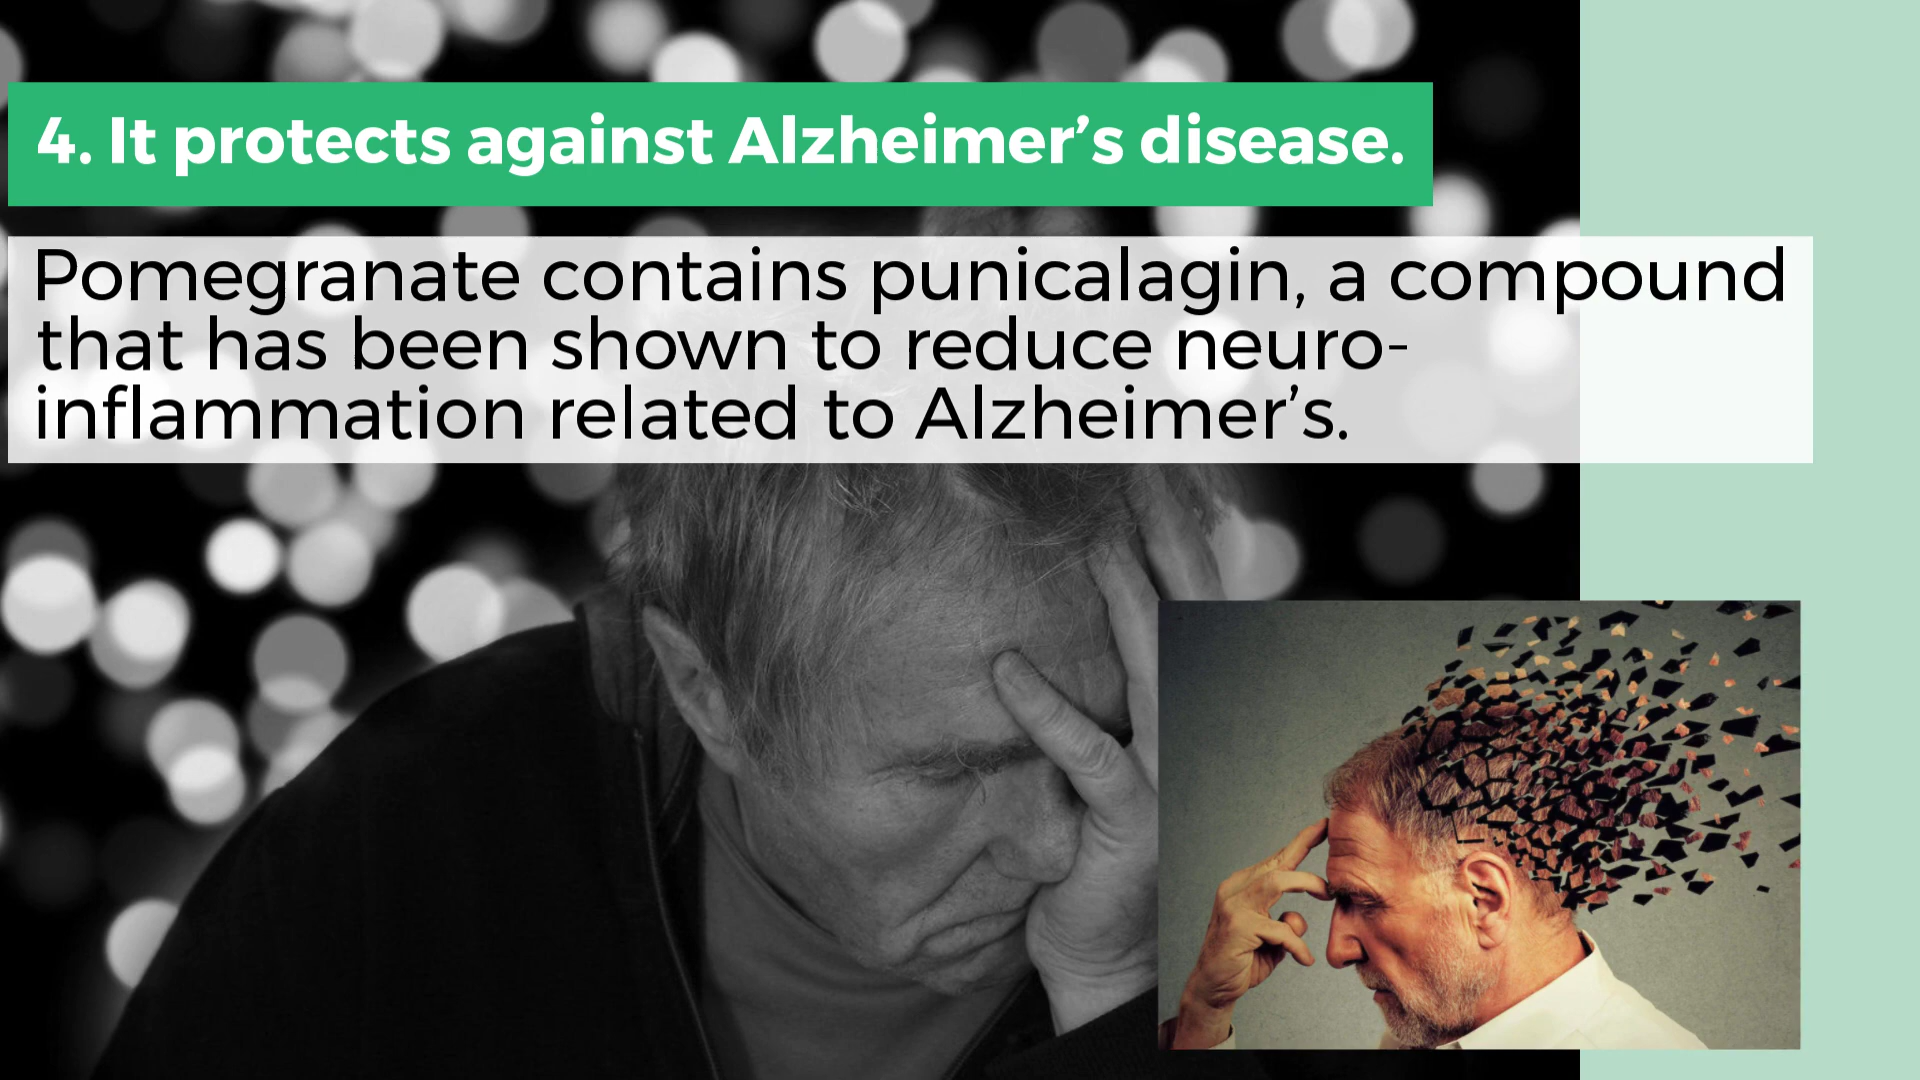 4. It protects against Alzheimer’s disease.
Pomegranate contains punicalagin, a compound
that has been shown to reduce neuro-
inflammation related to Alzheimer’s.